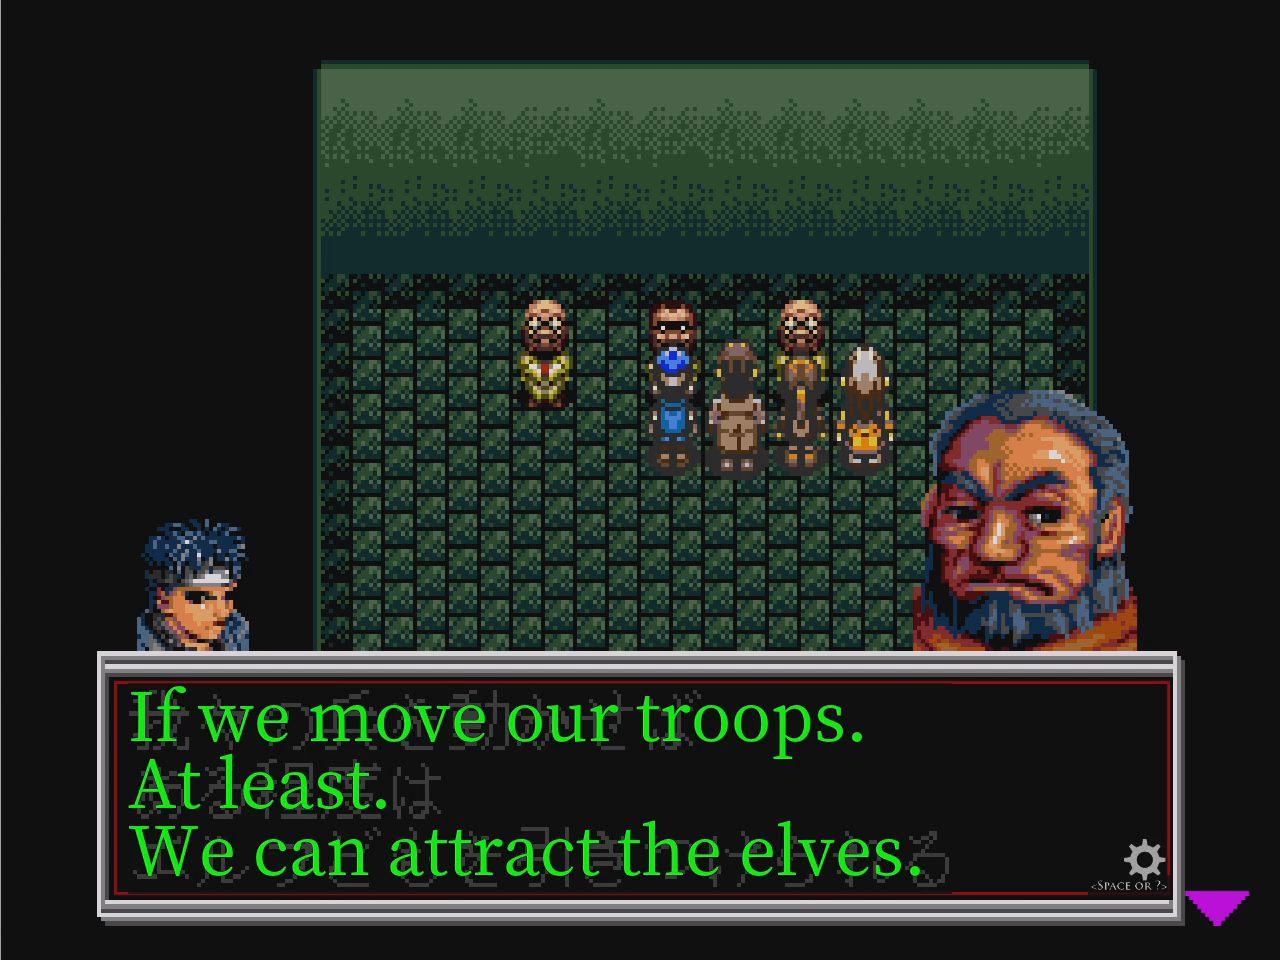 If we move our troops.
At least.
We can attract the elves.
<SPACE OR ?>